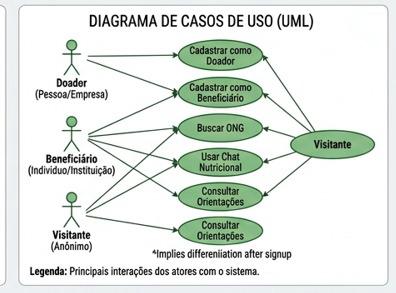 DIAGRAMA DE CASOS DE USO (UML)
Doador
(Pessoa/Empresa)
Beneficiário
(Individuo/Instituição)
Visitante
(Anônimo)
Cadastrar como
Doador
Cadastrar como
Beneficiário
Buscar ONG
Usar Chat
Nutricional
Consultar
Orientações
Consultar
Orientações
Visitante
*Implies differenliation after signup
Legenda: Principais interações dos atores com o sistema.